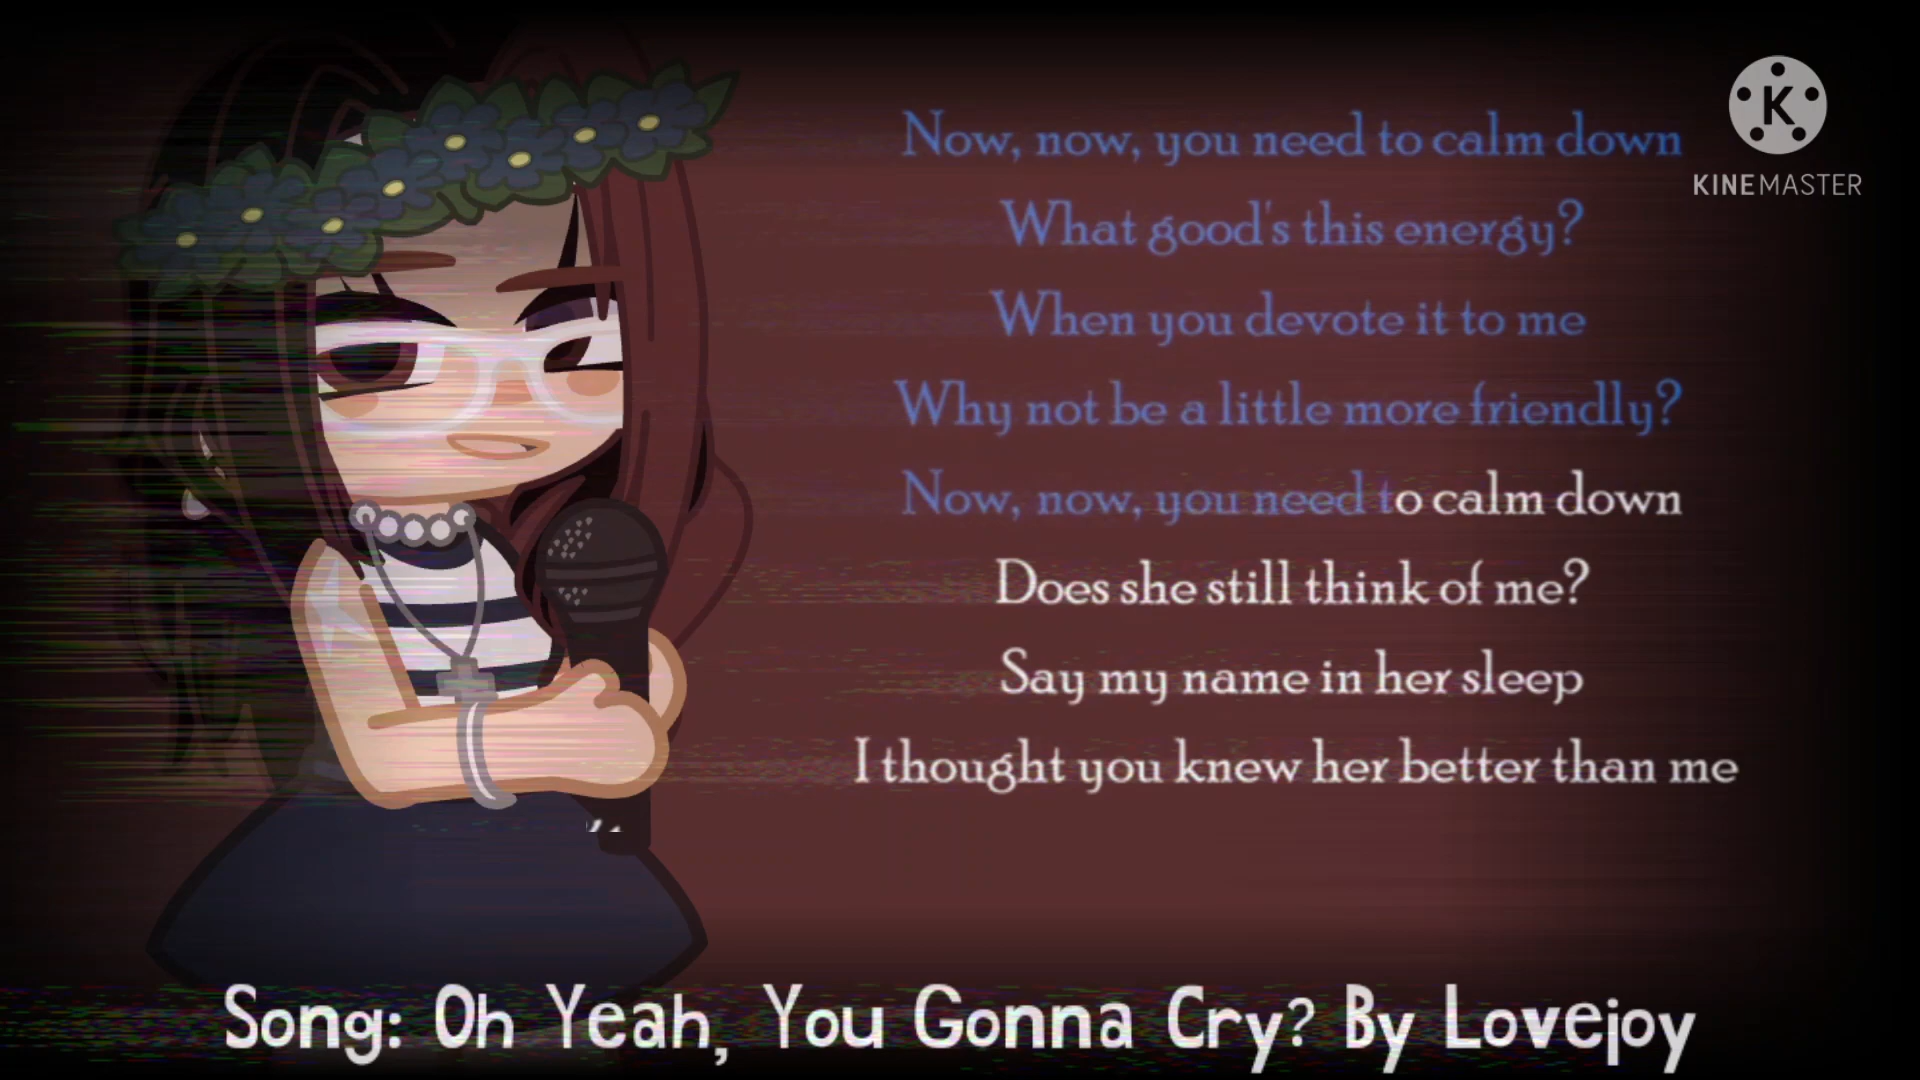 Now, now, you need to calm down
What good's this energy?
When you devote it to me
Why not be a little more friendly?
Now, now, you need to calm down
Does she still think of me?
Say my name in her sleep
I thought you knew her better than me
K
KINEMASTER
Song: Oh Yeah, You Gonna Cry? By Lovejoy